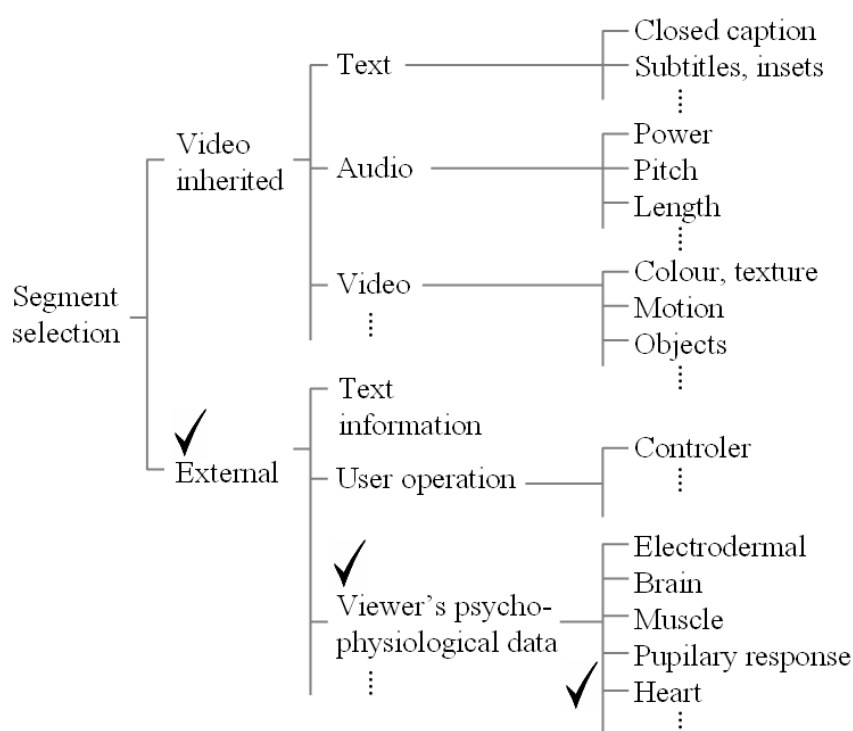 Segment
selection
Video
inherited
Text
Closed caption
Subtitles, insets
Audio
Power
Pitch
Length
Video
Colour, texture
Motion
Objects
External
Text
information
User operation
Controler
Viewer's psycho-
physiological data
Electrodermal
Brain
Muscle
Pupilary response
Heart